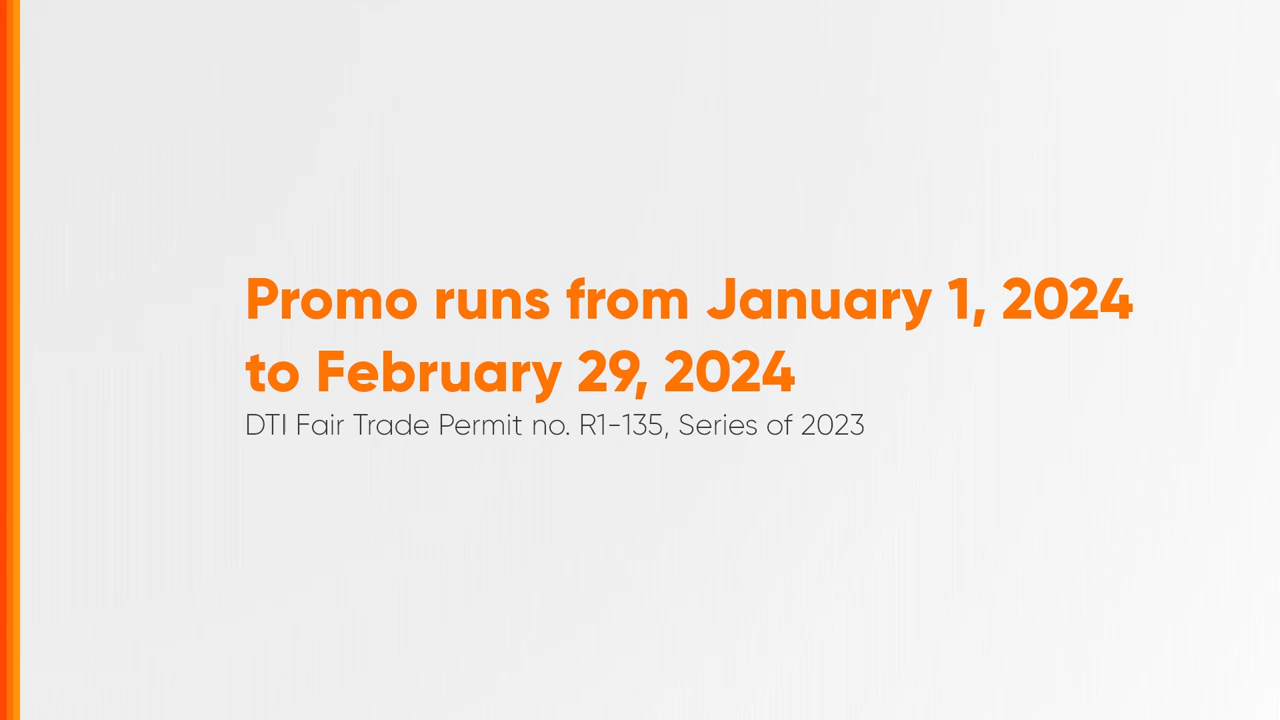 Promo runs from January 1, 2024
to February 29, 2024
DTI Fair Trade Permit no. R1-135, Series of 2023